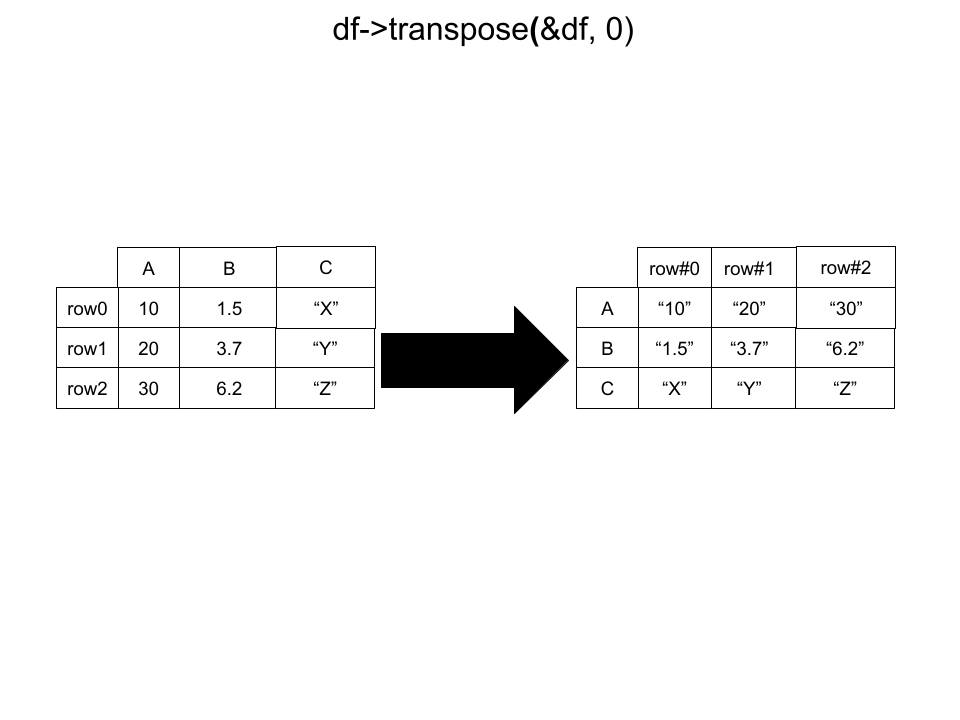 df->transpose(&df, 0)
A B C row#0 row#1 row#2
row0 10 1.5 “X” A “10” “20” “30”
row1 20 3.7 “Y” B “1.5” “3.7” “6.2”
row2 30 6.2 “Z” C “X” “Y” “Z”